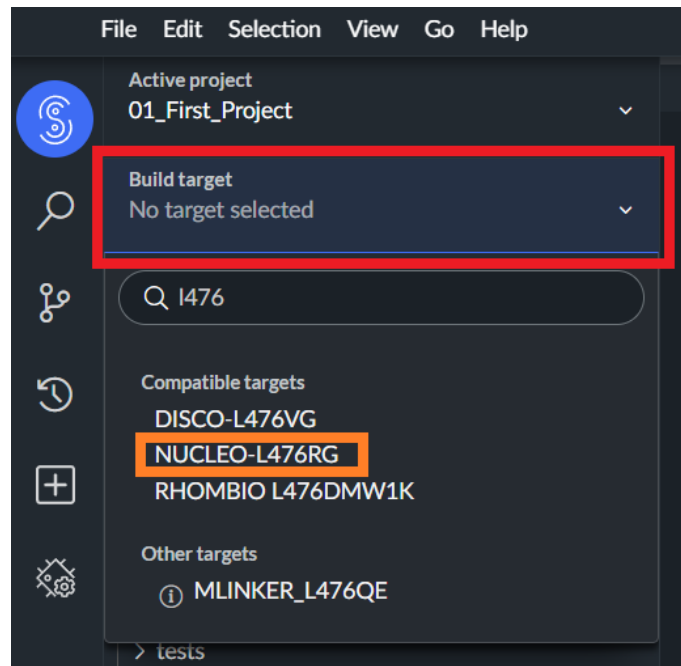 File Edit Selection View Go Help
Active project
01_First_Project
Build target
No target selected
l476
Compatible targets
DISCO-L476VG
NUCLEO-L476RG
RHOMBIO L476DMW1K
Other targets
MLINKER_L476QE
> tests